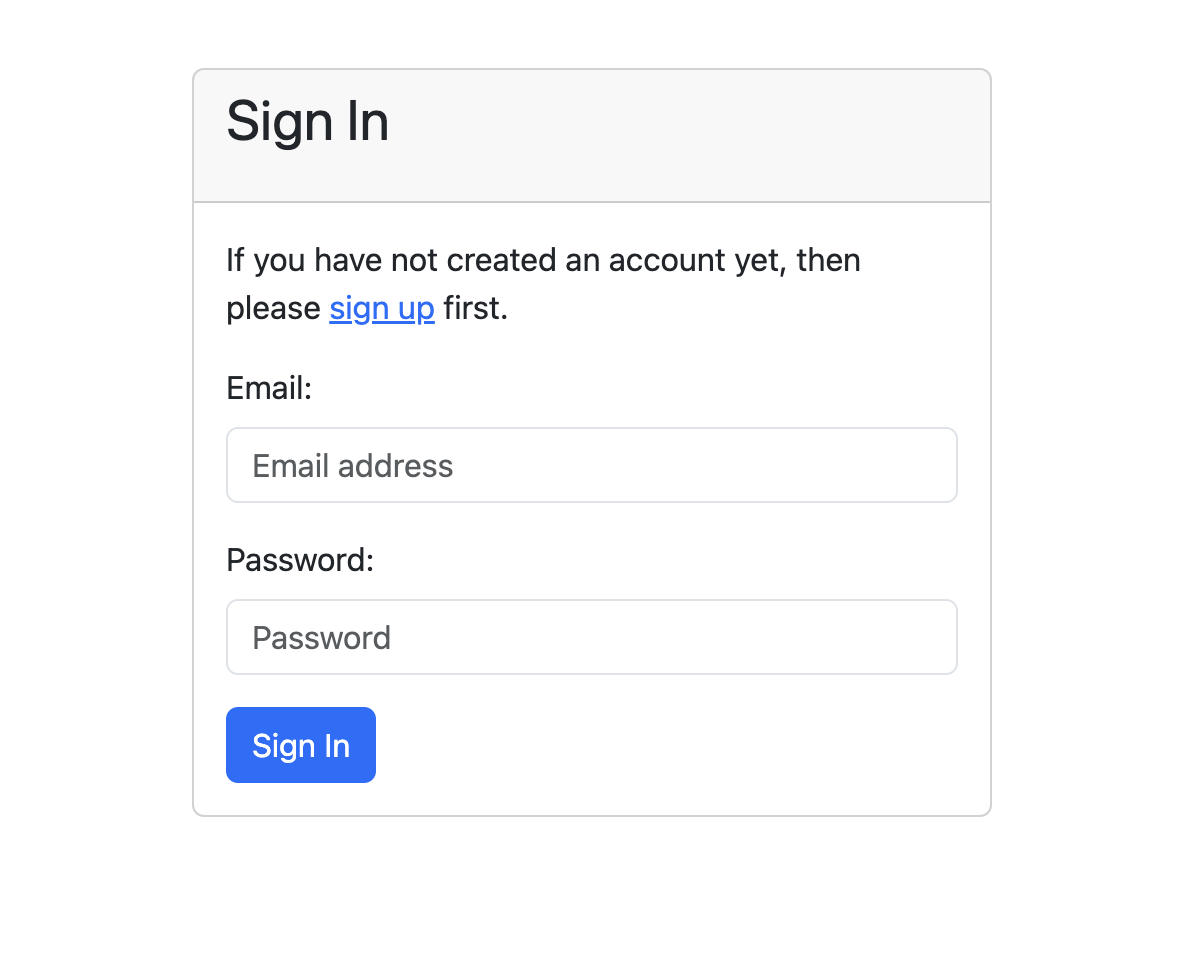 Sign In
If you have not created an account yet, then
please sign up first.
Email:
Email address
Password:
Password
Sign In